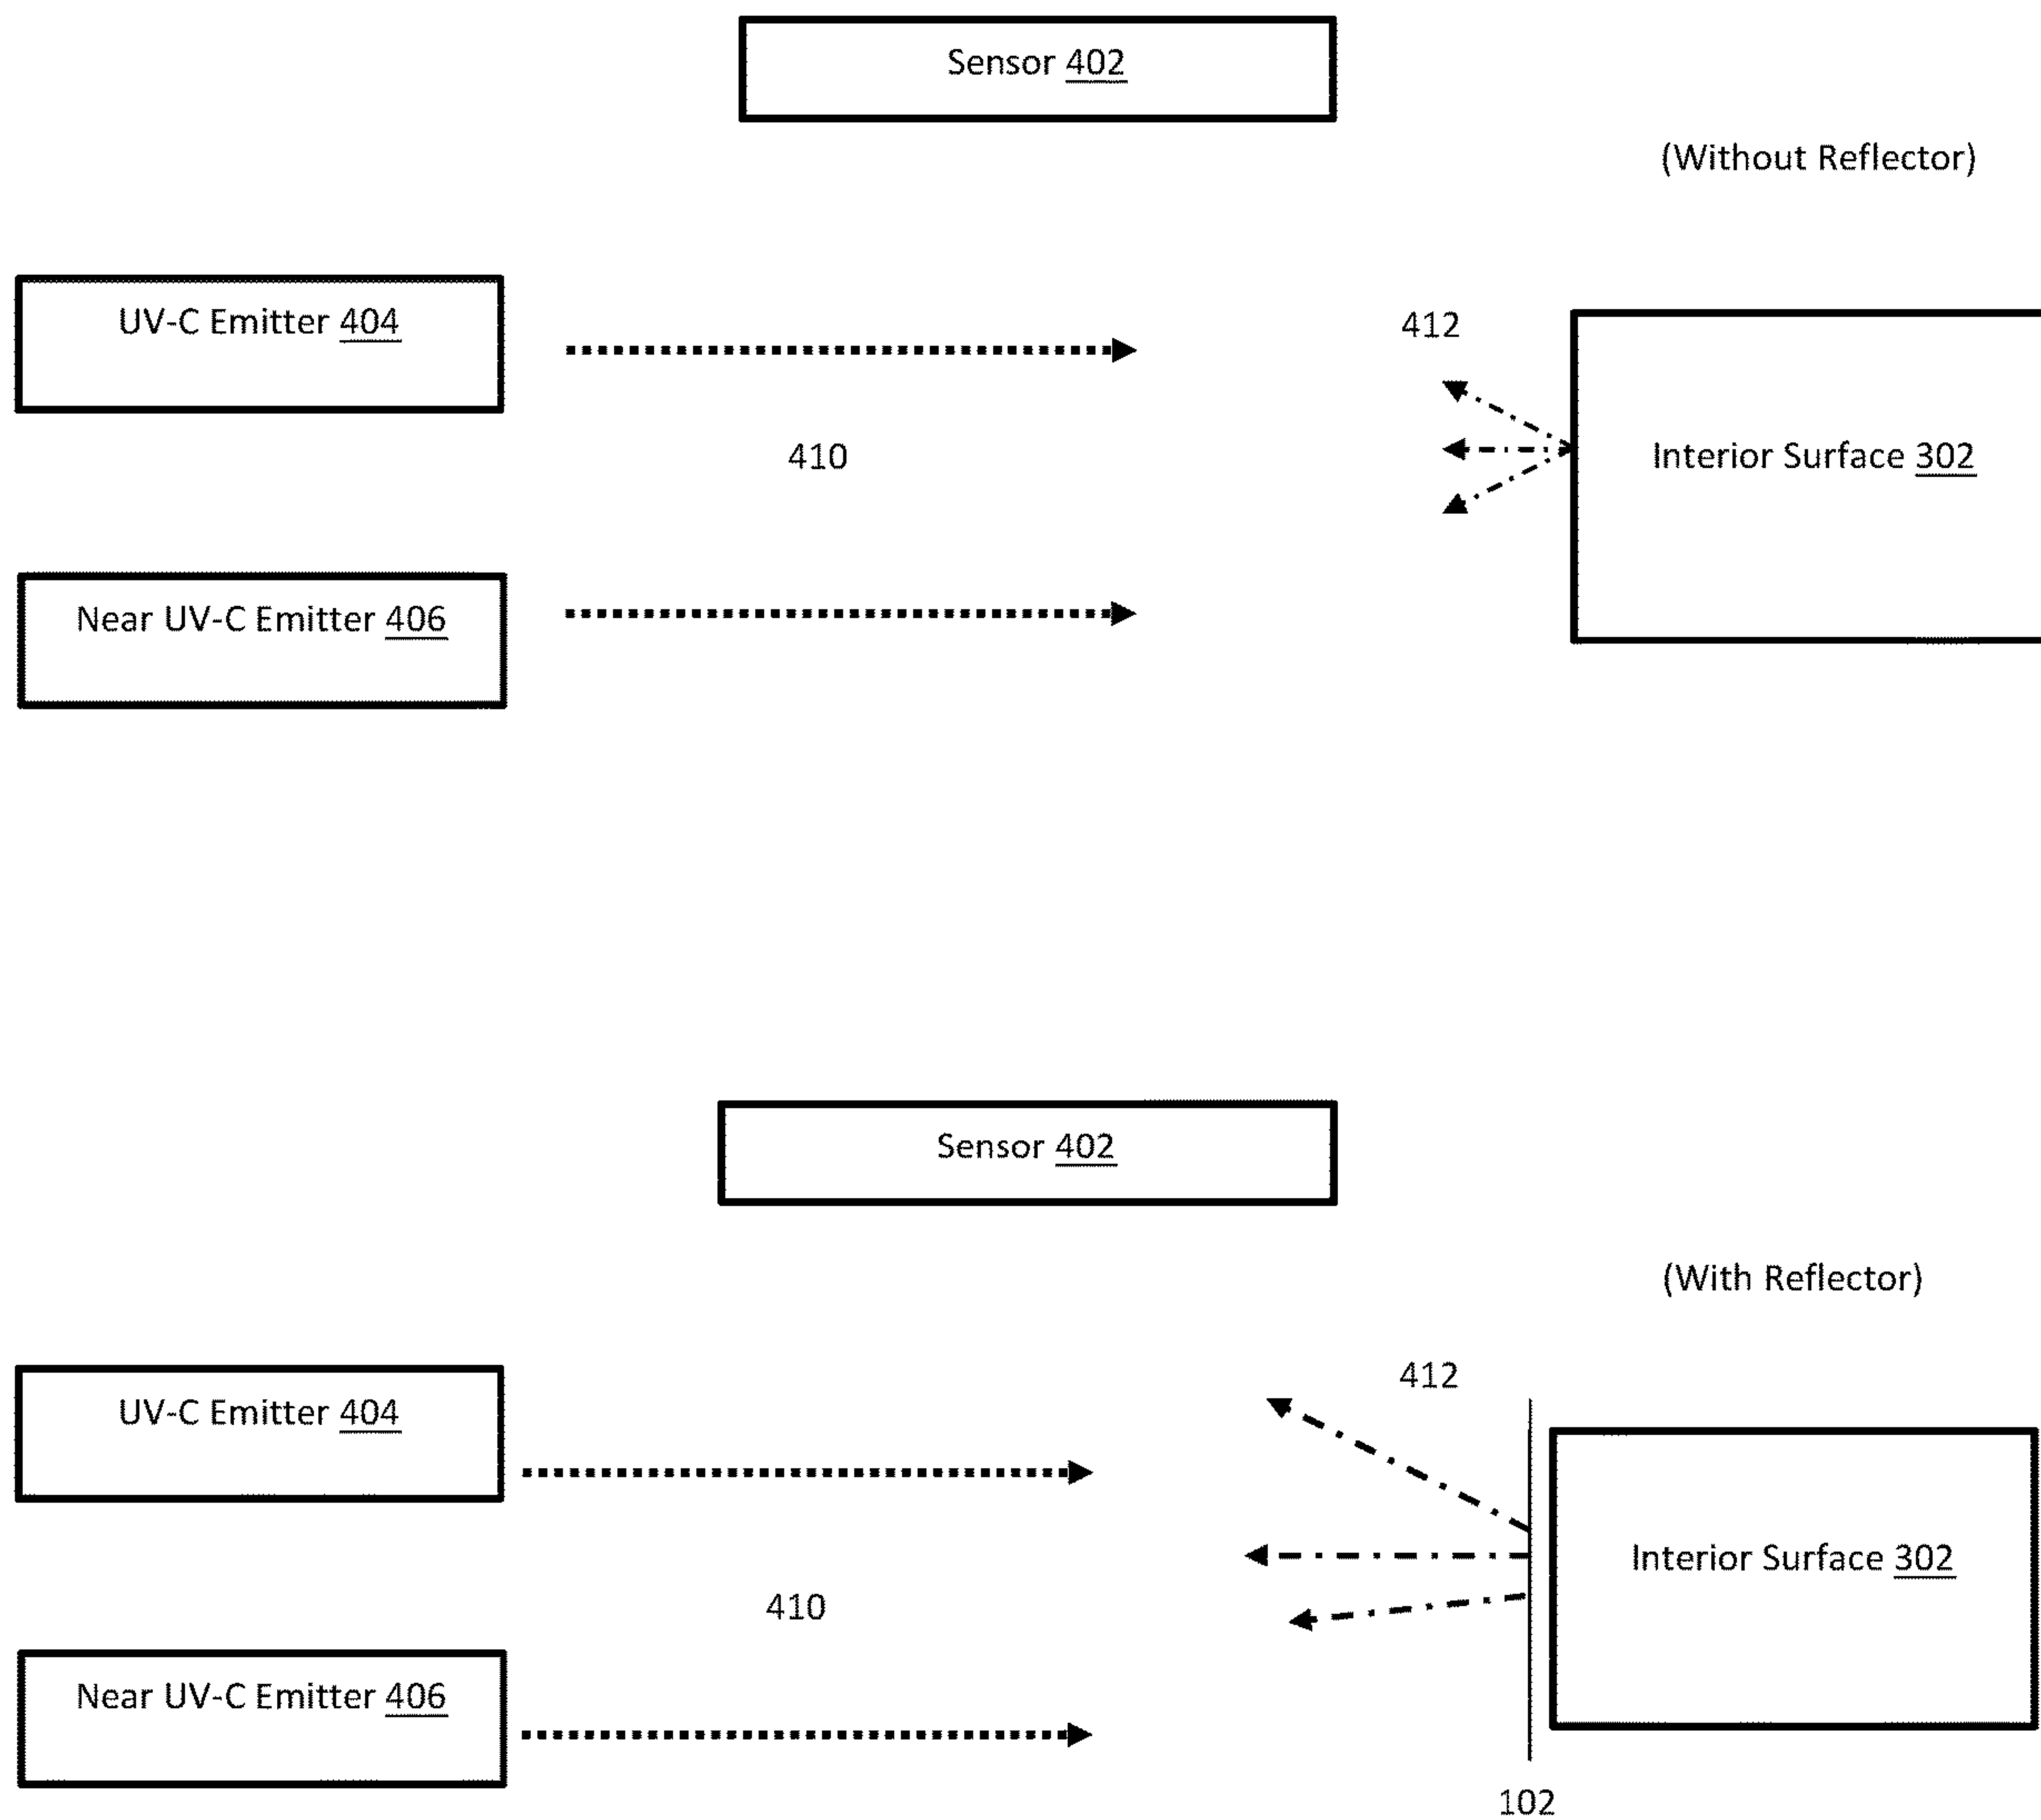 Sensor 402
(Without Reflector)
UV-C Emitter 404
412
410
Interior Surface 302
Near UV-C Emitter 406
Sensor 402
(With Reflector)
412
UV-C Emitter 404
Interior Surface 302
410
Near UV-C Emitter 406
102